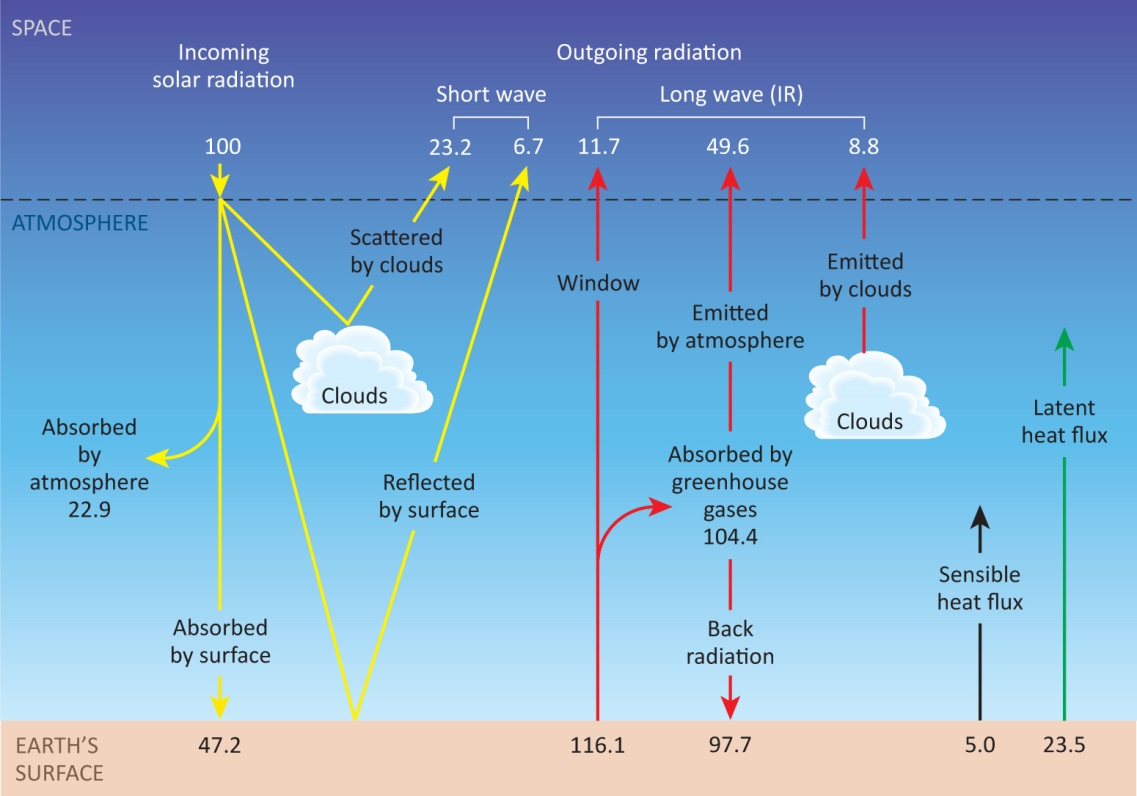 SPACE
Incoming
solar radiation
Outgoing radiation
Short wave
Long wave (IR)
100
23.2
6.7
11.7
49.6
8.8
ATMOSPHERE
Scattered
by clouds
Clouds
Absorbed
by
atmosphere
22.9
Reflected
by surface
Absorbed
by surface
Window
Emitted
by atmosphere
Absorbed by
greenhouse
gases
104.4
Back
radiation
Emitted
by clouds
Clouds
Sensible
heat flux
Latent
heat flux
EARTH'S
SURFACE
47.2
116.1
97.7
5.0
23.5